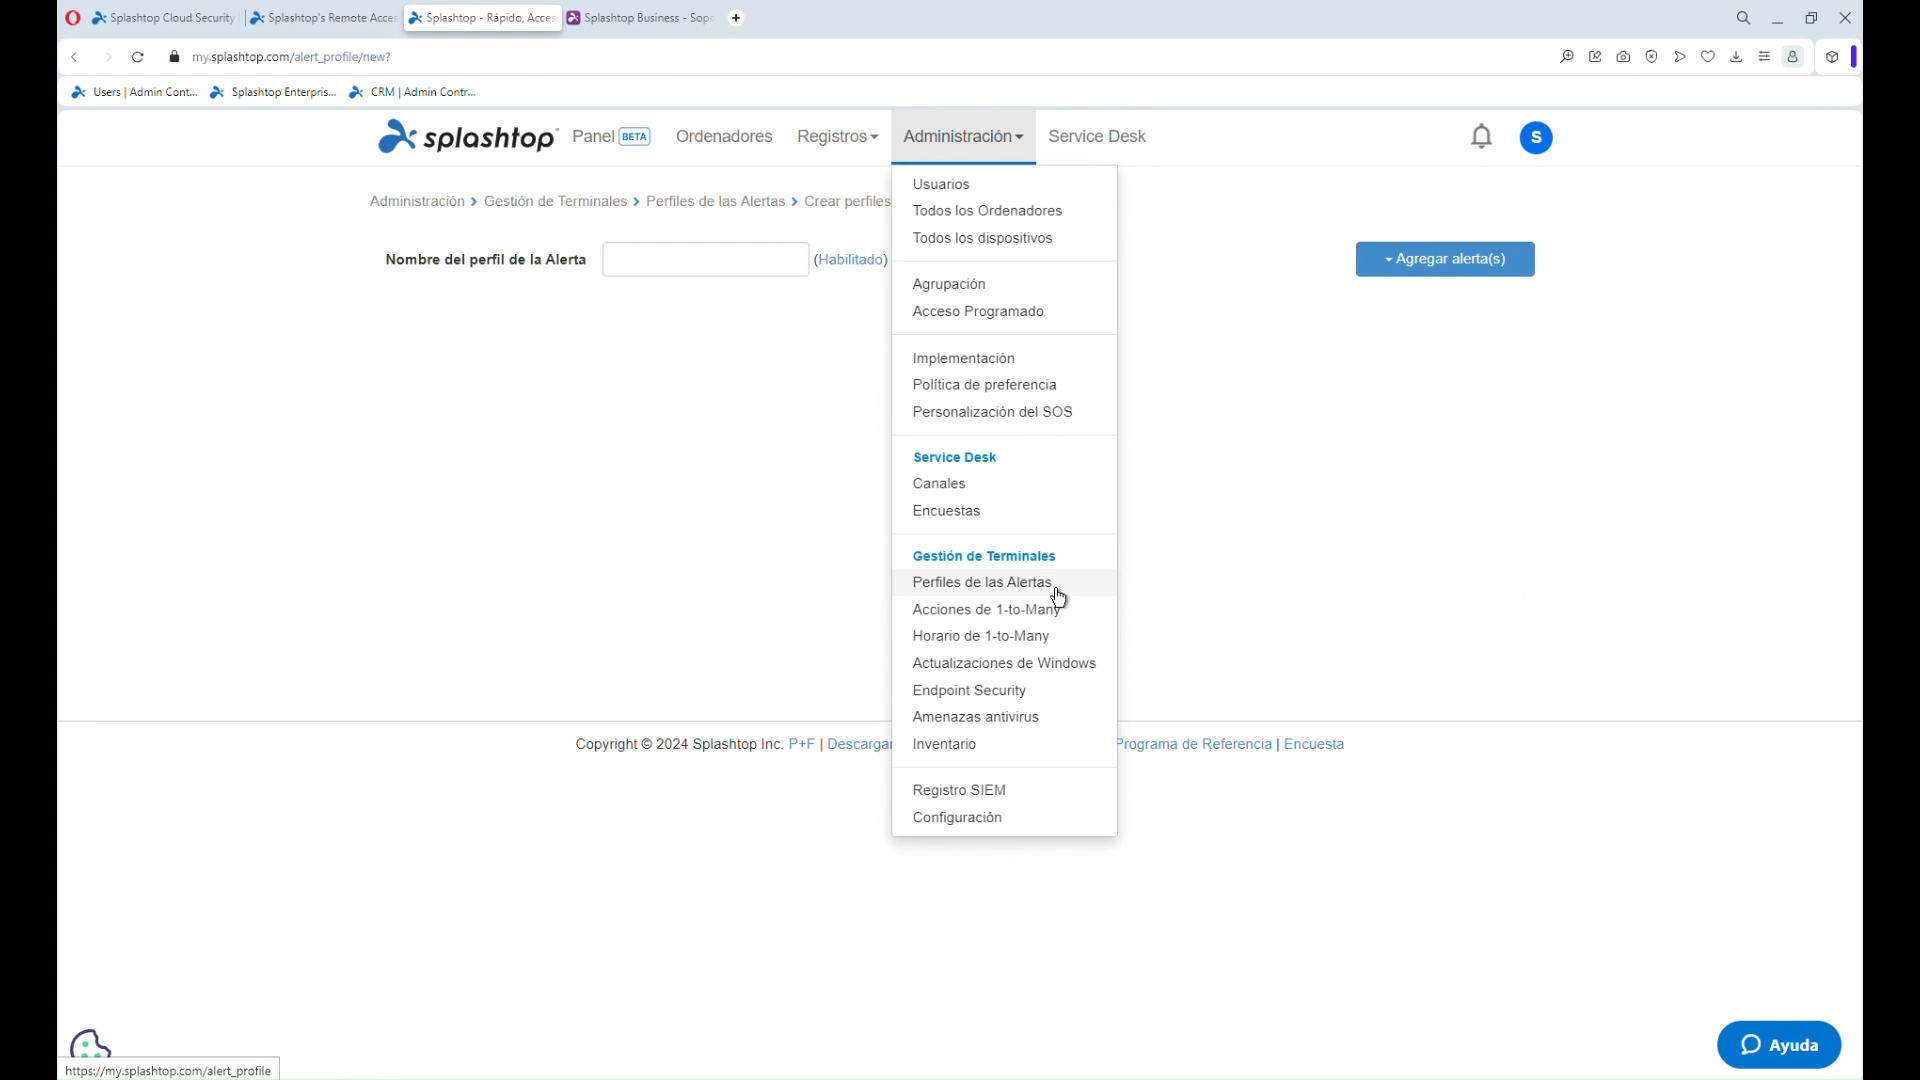 Splashtop Cloud Security
Splashtop's Remote Acce
Splashtop - Rápido, Acces
Splashtop Business - Sopo
my.splashtop.com/alert_profile/new?
Users | Admin Cont...
Splashtop Enterpris...
CRM | Admin Contr...
splashtop
Panel BETA
Ordenadores
Registros
Administración
Service Desk
S
Administración > Gestión de Terminales > Perfiles de las Alertas > Crear perfiles
Nombre del perfil de la Alerta
(Habilitado)
Agregar alerta(s)
Usuarios
Todos los Ordenadores
Todos los dispositivos
Agrupación
Acceso Programado
Implementación
Política de preferencia
Personalización del SOS
Service Desk
Canales
Encuestas
Gestión de Terminales
Perfiles de las Alertas
Acciones de 1-to-Many
Horario de 1-to-Many
Actualizaciones de Windows
Endpoint Security
Amenazas antivirus
Inventario
Registro SIEM
Configuración
Copyright © 2024 Splashtop Inc. P+F | Descargar
Programa de Referencia | Encuesta
Ayuda
https://my.splashtop.com/alert_profile